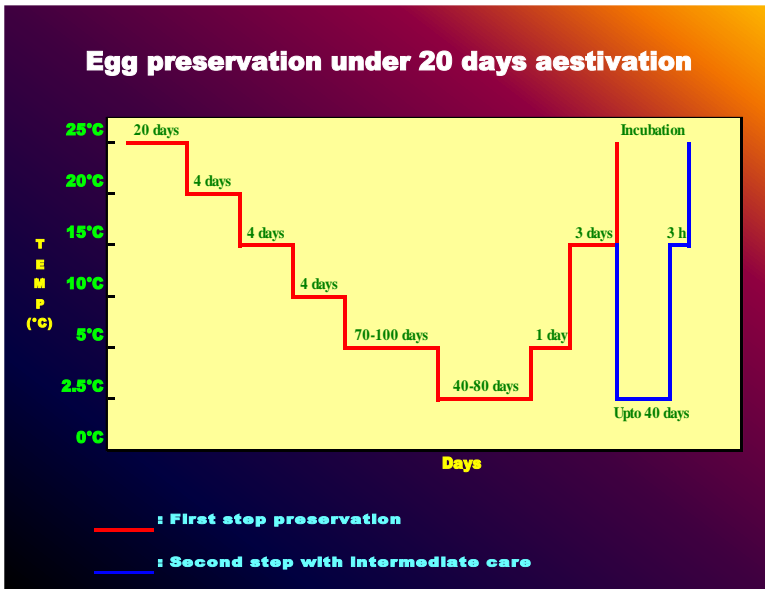 Egg preservation under 20 days aestivation
25°C
20 days
Incubation
20°C
4 days
15°C
4 days
3 days
3 h
T
E
M
P
(°C)
10°C
4 days
5°C
70-100 days
1 day
2.5°C
40-80 days
Upto 40 days
0°C
Days
: First step preservation
: Second step with intermediate care